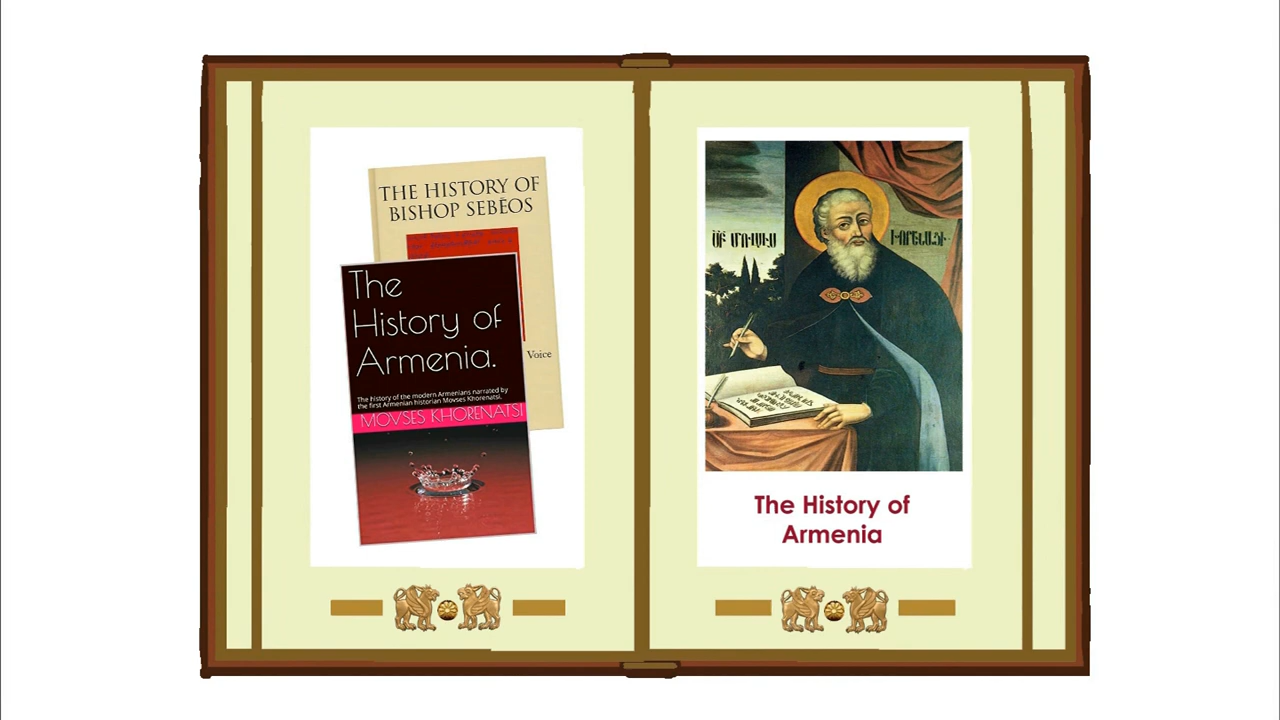 THE HISTORY OF
BISHOP SEBĒOS
Voice
The
History of
Armenia.
The history of the modern Armenians narrated by
the first Armenian historian Movses Khorenatsi.
MOVSES KHORENATSI
The History of
Armenia